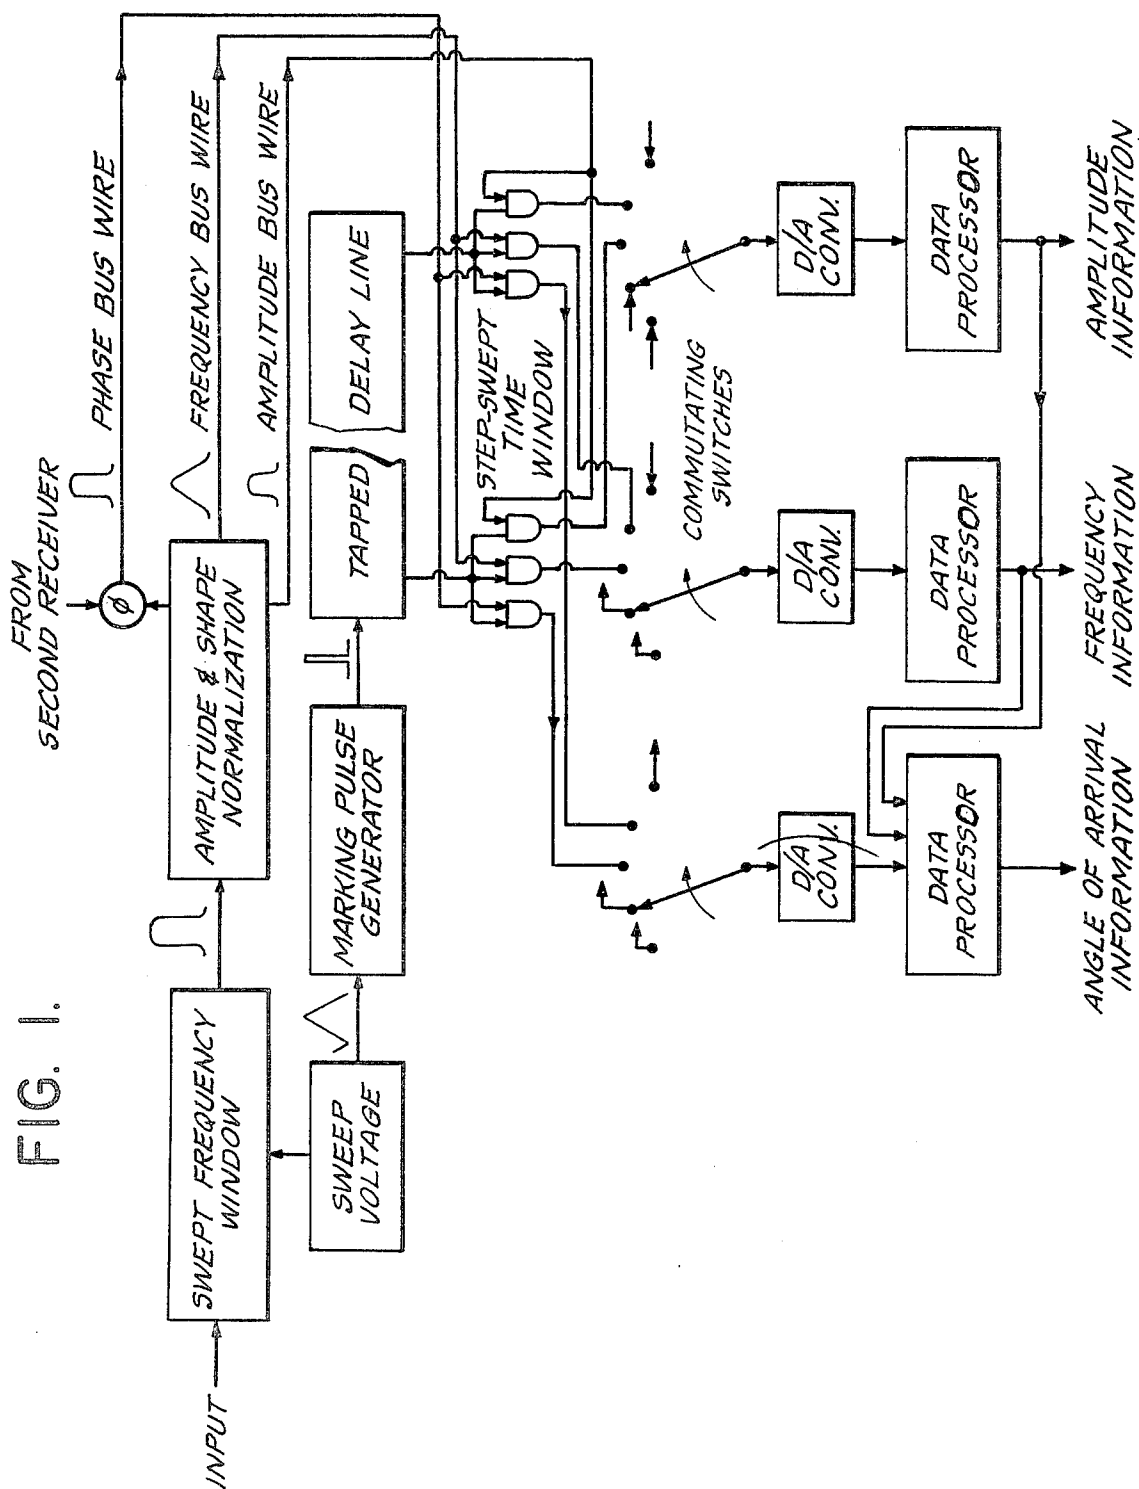 FIG. 1.
FROM
SECOND RECEIVER
ϕ
PHASE BUS WIRE
FREQUENCY BUS WIRE
AMPLITUDE BUS WIRE
INPUT
SWEPT FREQUENCY
WINDOW
AMPLITUDE & SHAPE
NORMALIZATION
SWEEP
VOLTAGE
MARKING PULSE
GENERATOR
TAPPED
DELAY LINE
STEP-SWEPT
TIME
WINDOW
COMMUTATING
SWITCHES
D/A
CONV.
D/A
CONV.
D/A
CONV.
DATA
PROCESSOR
DATA
PROCESSOR
DATA
PROCESSOR
ANGLE OF ARRIVAL
INFORMATION
FREQUENCY
INFORMATION
AMPLITUDE
INFORMATION